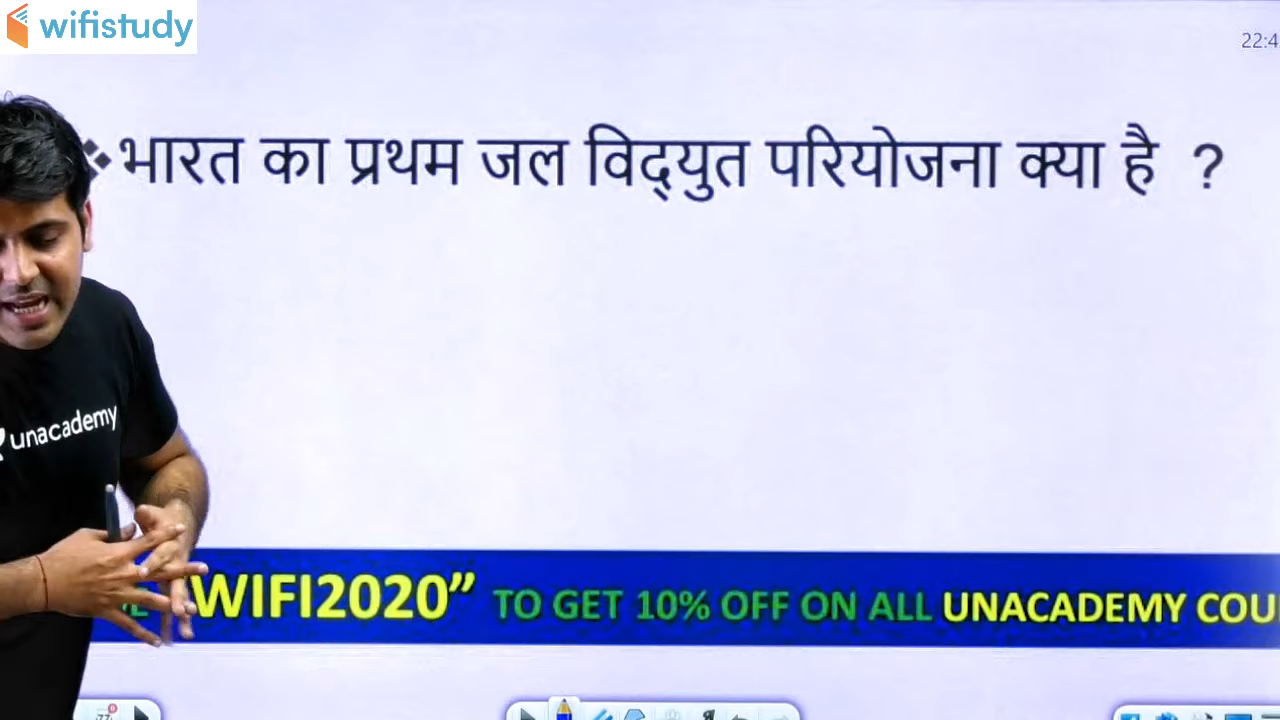 wifistudy
22:4
❖भारत का प्रथम जल विद्युत परियोजना क्या है ?
unacademy
“WIFI2020” TO GET 10% OFF ON ALL UNACADEMY COU